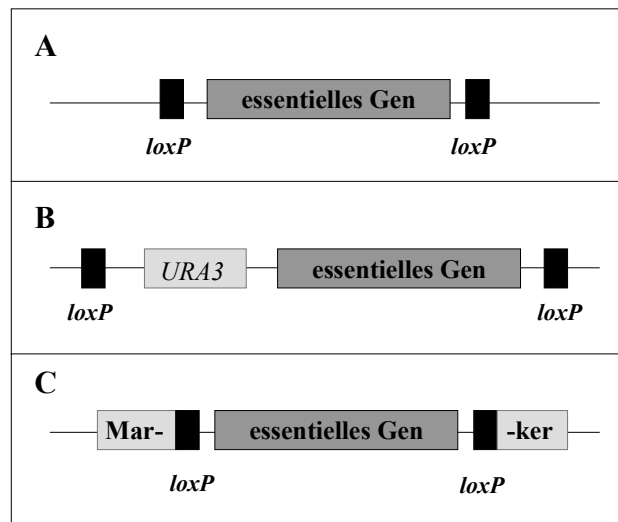 A
essentielles Gen
loxP loxP
B
URA3 essentielles Gen
loxP loxP
C
Mar- essentielles Gen -ker
loxP loxP